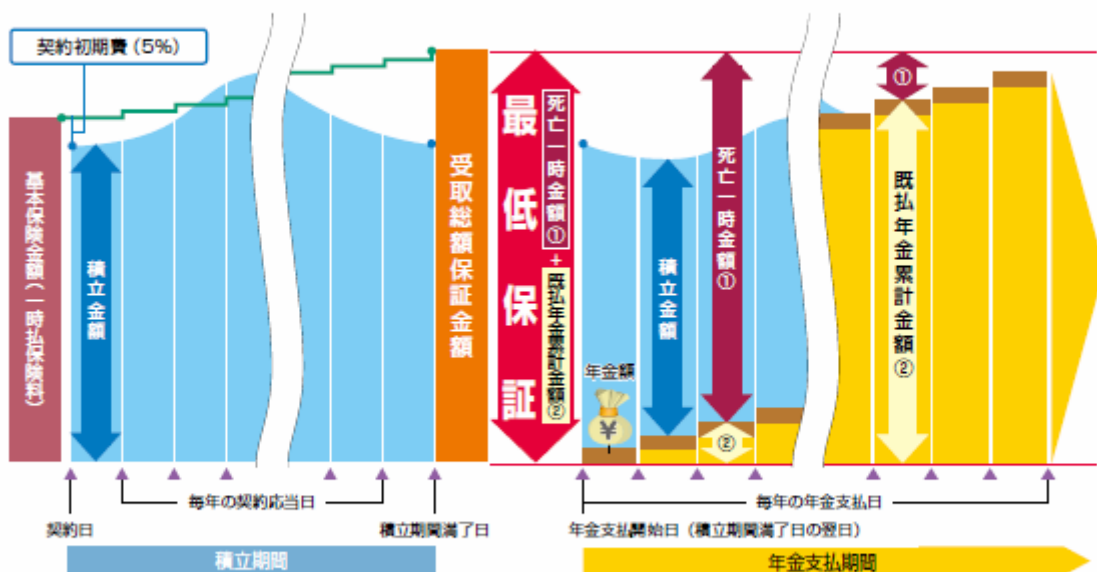 契約初期費(5%)
基本保険金額(一時払保険料)
積立金額
受取総額保証金額
最低保証
死亡一時金額①
+
既払年金累計金額②
年金額
¥
積立金額
死亡一時金額①
②
①
既払年金累計金額②
毎年の契約応当日
契約日
積立期間満了日
毎年の年金支払日
年金支払開始日(積立期間満了日の翌日)
積立期間
年金支払期間